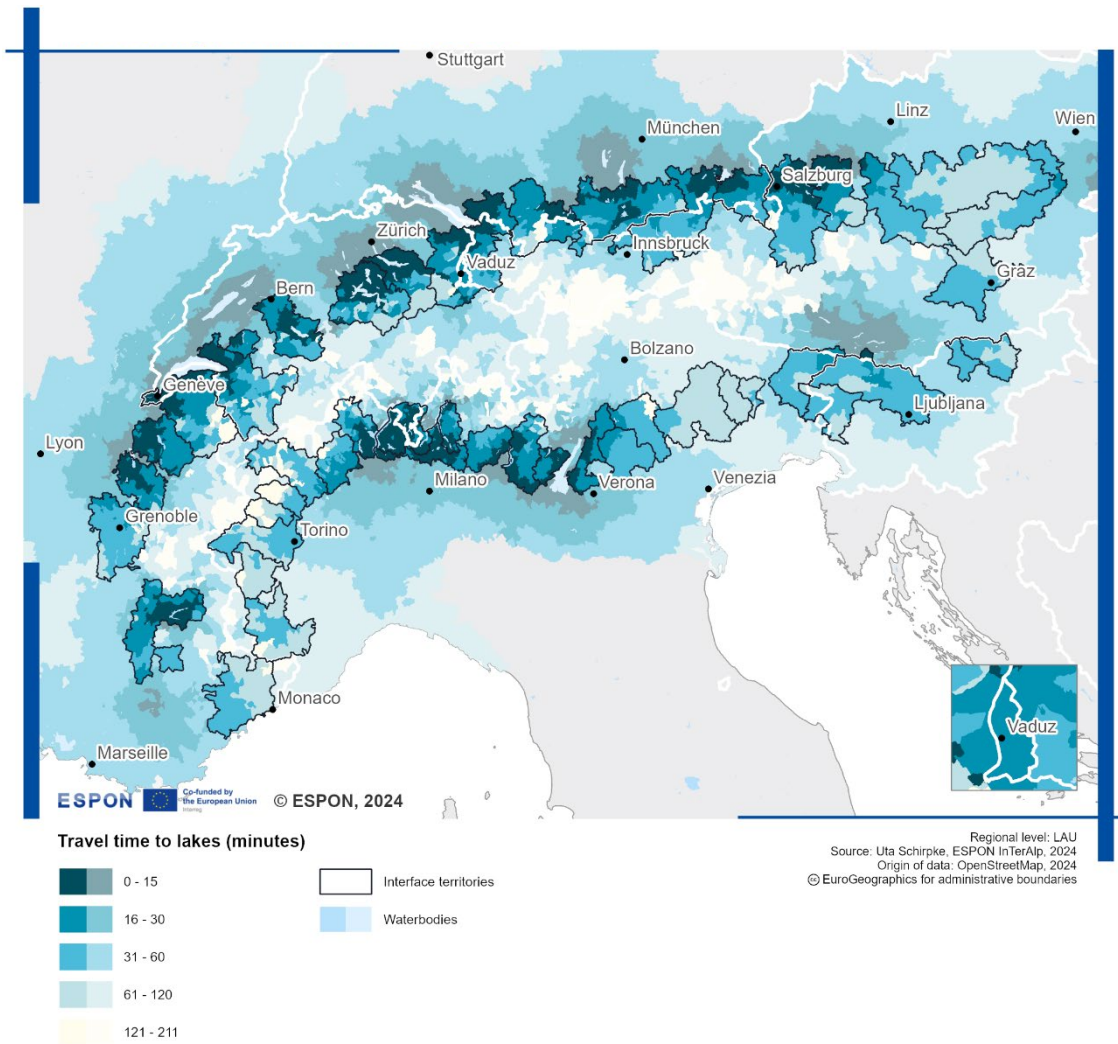 Stuttgart
Linz
Wien
München
Salzburg
Zürich
Innsbruck
Vaduz
Graz
Bern
Bolzano
Genève
Ljubljana
Lyon
Milano
Verona
Venezia
Grenoble
Torino
Monaco
Vaduz
Marseille
ESPON Co-funded by
the European Union
Interreg
© ESPON, 2024
Travel time to lakes (minutes)
0 - 15
16 - 30
31 - 60
61 - 120
121 - 211
Interface territories
Waterbodies
Regional level: LAU
Source: Uta Schirpke, ESPON InTerAlp, 2024
Origin of data: OpenStreetMap, 2024
(cc) EuroGeographics for administrative boundaries